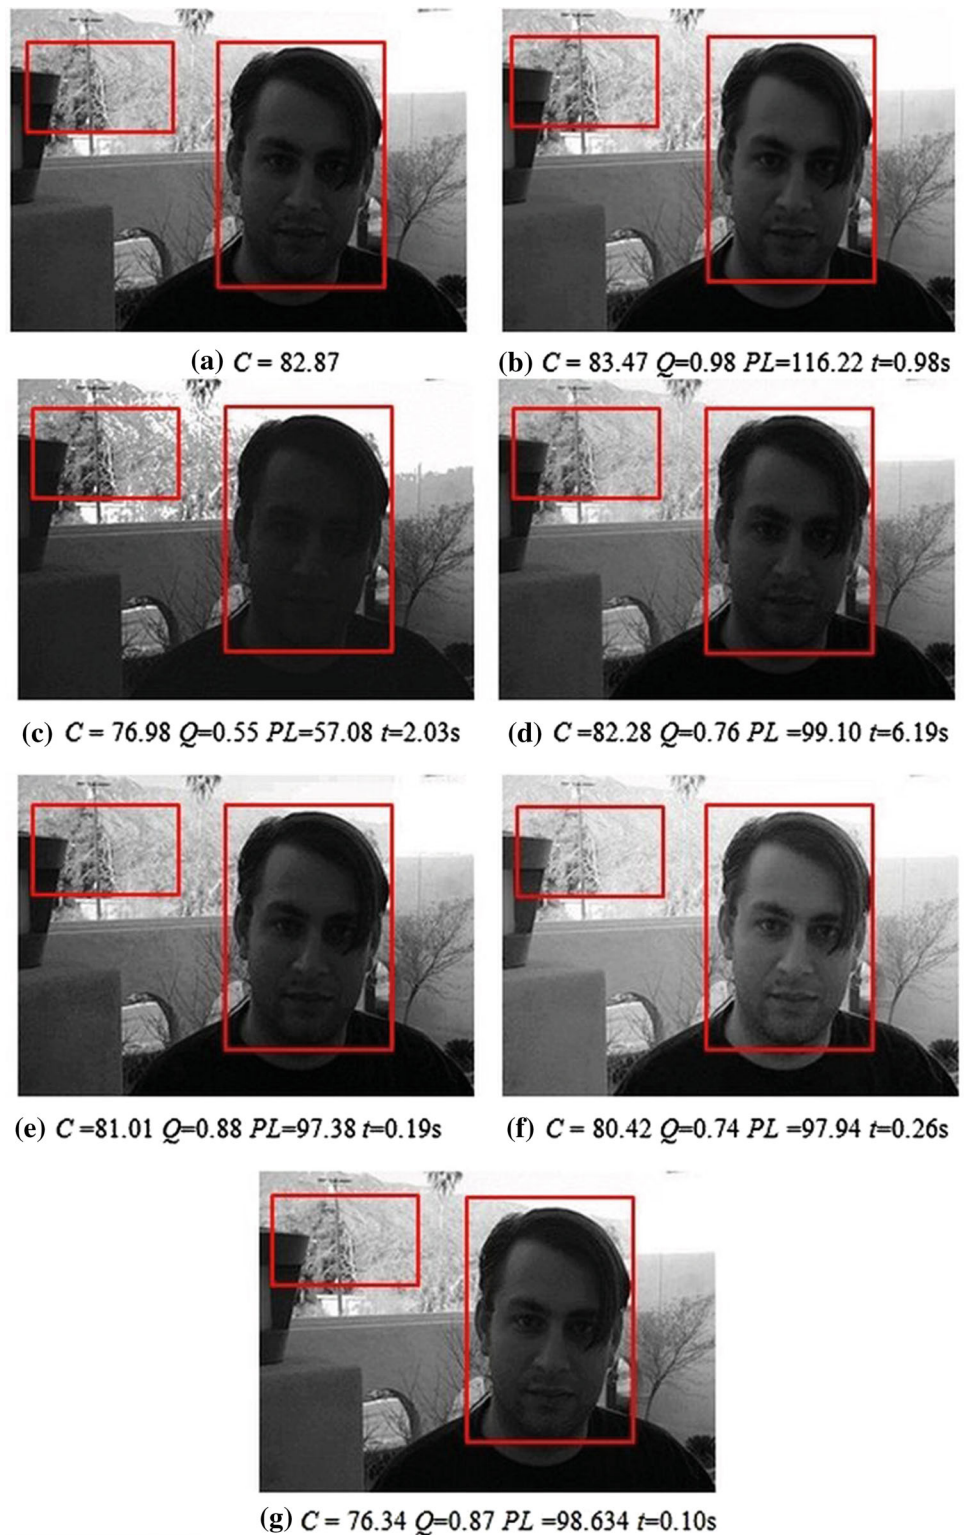 (a) C = 82.87
(b) C = 83.47 Q=0.98 PL=116.22 t=0.98s
(c) C = 76.98 Q=0.55 PL=57.08 t=2.03s
(d) C =82.28 Q=0.76 PL =99.10 t=6.19s
(e) C =81.01 Q=0.88 PL=97.38 t=0.19s
(f) C = 80.42 Q=0.74 PL =97.94 t=0.26s
(g) C = 76.34 Q=0.87 PL =98.634 t=0.10s